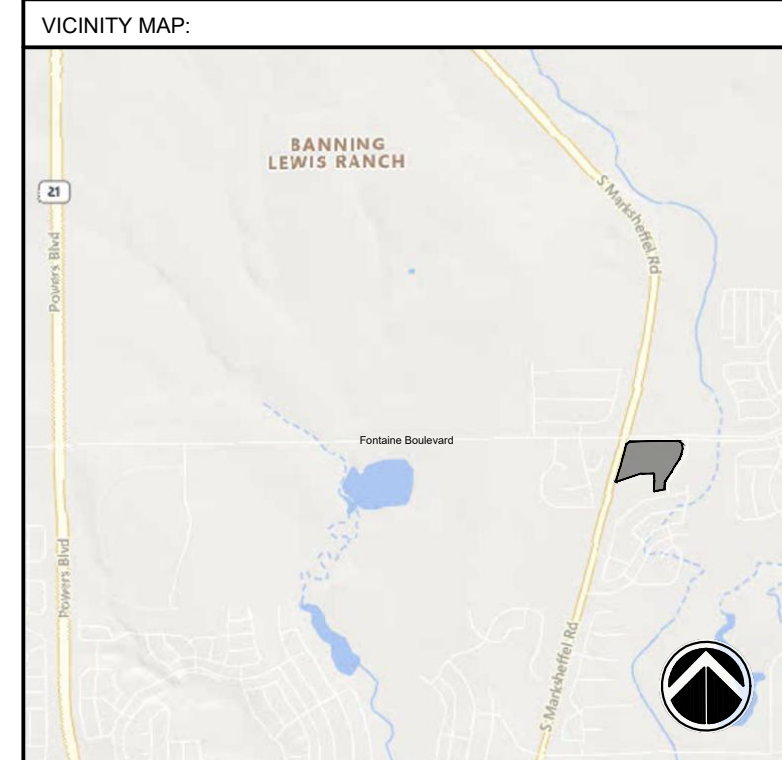 VICINITY MAP:
BANNING
LEWIS RANCH
21
Powers Blvd
S Marksheffel Rd
Fontaine Boulevard
Powers Blvd
S Marksheffel Rd